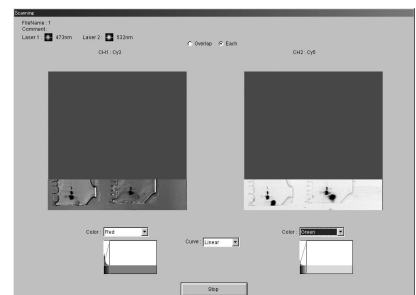 Scanning
FileName : 1
Comment:
Laser 1 : 473nm Laser 2 : 532nm
Overlap Each
CH1 : Cy3 CH2 : Cy5
Color : Red Color : Green
Curve : Linear
Stop